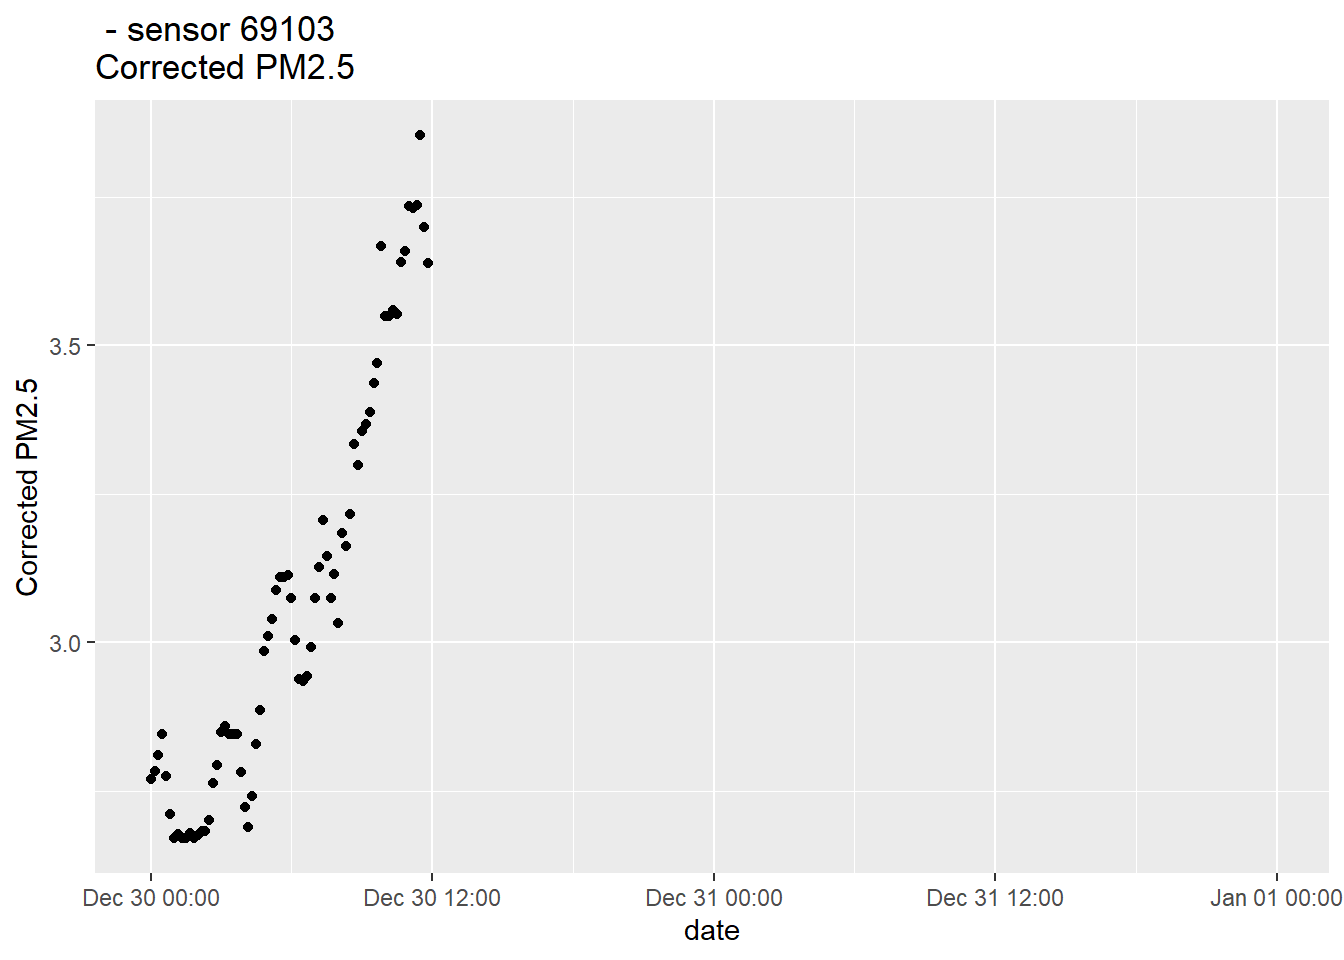 - sensor 69103
Corrected PM2.5
Corrected PM2.5
3.5
3.0
Dec 30 00:00
Dec 30 12:00
Dec 31 00:00
Dec 31 12:00
Jan 01 00:00
date